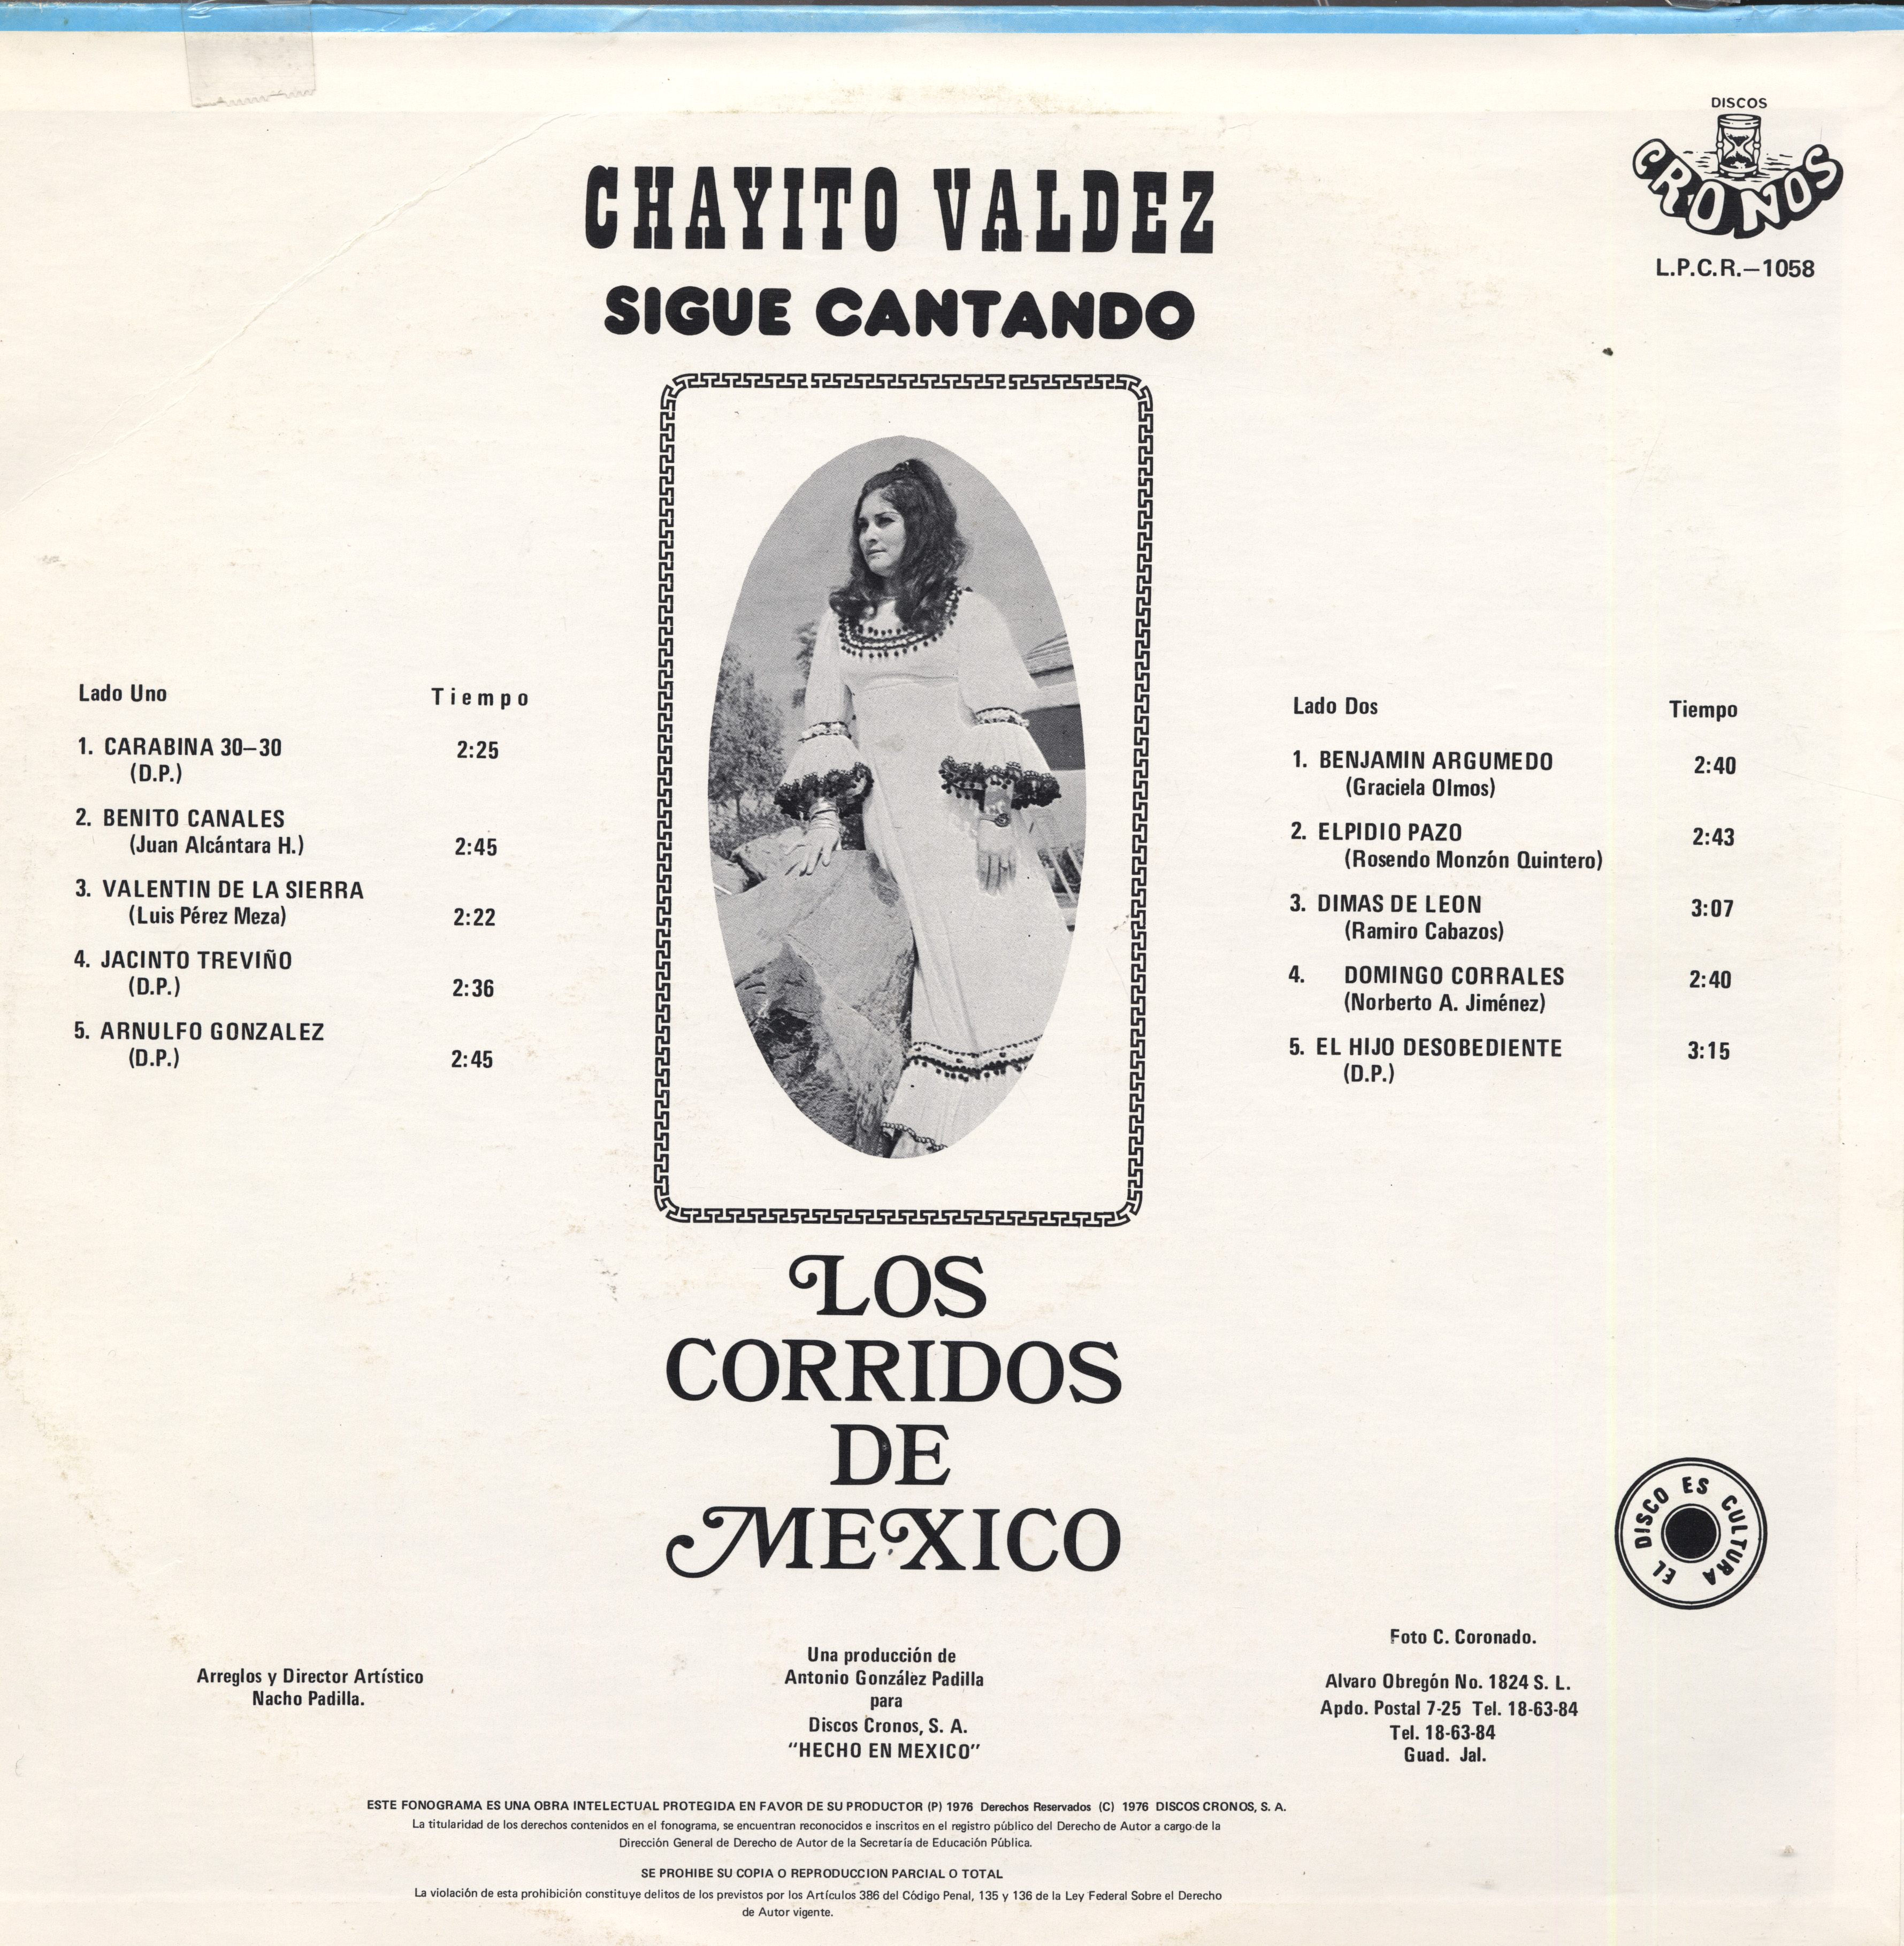 DISCOS
CRONOS
L.P.C.R.—1058
CHAYITO VALDEZ
SIGUE CANTANDO
Lado Uno Tiempo
1. CARABINA 30—30 2:25
(D.P.)
2. BENITO CANALES
(Juan Alcántara H.) 2:45
3. VALENTIN DE LA SIERRA
(Luis Pérez Meza) 2:22
4. JACINTO TREVIÑO
(D.P.) 2:36
5. ARNULFO GONZALEZ
(D.P.) 2:45
Lado Dos Tiempo
1. BENJAMIN ARGUMEDO 2:40
(Graciela Olmos)
2. ELPIDIO PAZO 2:43
(Rosendo Monzón Quintero)
3. DIMAS DE LEON 3:07
(Ramiro Cabazos)
4. DOMINGO CORRALES 2:40
(Norberto A. Jiménez)
5. EL HIJO DESOBEDIENTE 3:15
(D.P.)
LOS
CORRIDOS
DE
MEXICO
EL DISCO ES CULTURA
Arreglos y Director Artístico
Nacho Padilla.
Una producción de
Antonio González Padilla
para
Discos Cronos, S. A.
"HECHO EN MEXICO"
Foto C. Coronado.
Alvaro Obregón No. 1824 S. L.
Apdo. Postal 7-25 Tel. 18-63-84
Tel. 18-63-84
Guad. Jal.
ESTE FONOGRAMA ES UNA OBRA INTELECTUAL PROTEGIDA EN FAVOR DE SU PRODUCTOR (P) 1976 Derechos Reservados (C) 1976 DISCOS CRONOS, S. A.
La titularidad de los derechos contenidos en el fonograma, se encuentran reconocidos e inscritos en el registro público del Derecho de Autor a cargo de la
Dirección General de Derecho de Autor de la Secretaría de Educación Pública.
SE PROHIBE SU COPIA O REPRODUCCION PARCIAL O TOTAL
La violación de esta prohibición constituye delitos de los previstos por los Artículos 386 del Código Penal, 135 y 136 de la Ley Federal Sobre el Derecho
de Autor vigente.